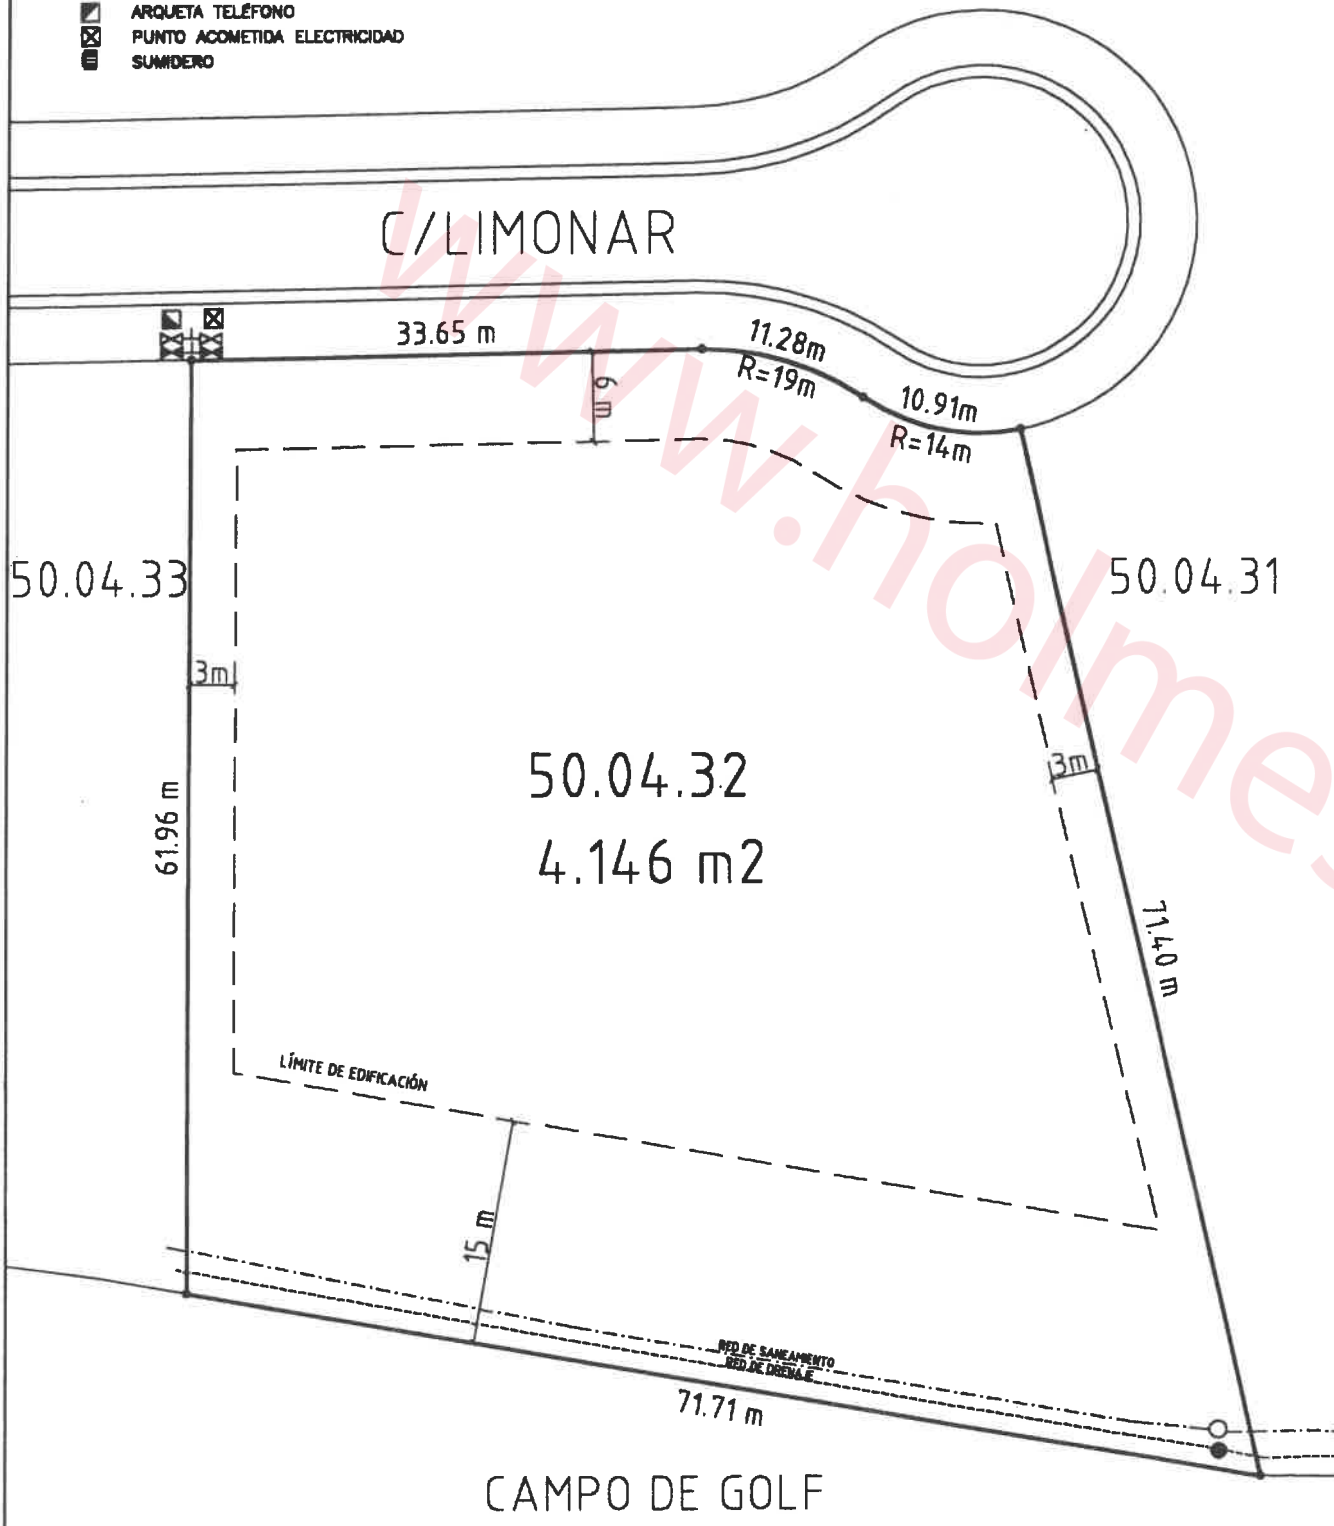 ARQUETA TELÉFONO
PUNTO ACOMETIDA ELECTRICIDAD
SUMIDERO
C/LIMONAR
33.65 m
11.28m
R=19m
10.91m
R=14m
6 m
50.04.33
50.04.31
3m
3m
50.04.32
4.146 m2
61.96 m
71.40 m
LÍMITE DE EDIFICACIÓN
15 m
RED DE SANEAMIENTO
RED DE DRENAJE
71.71 m
CAMPO DE GOLF
www.holmes